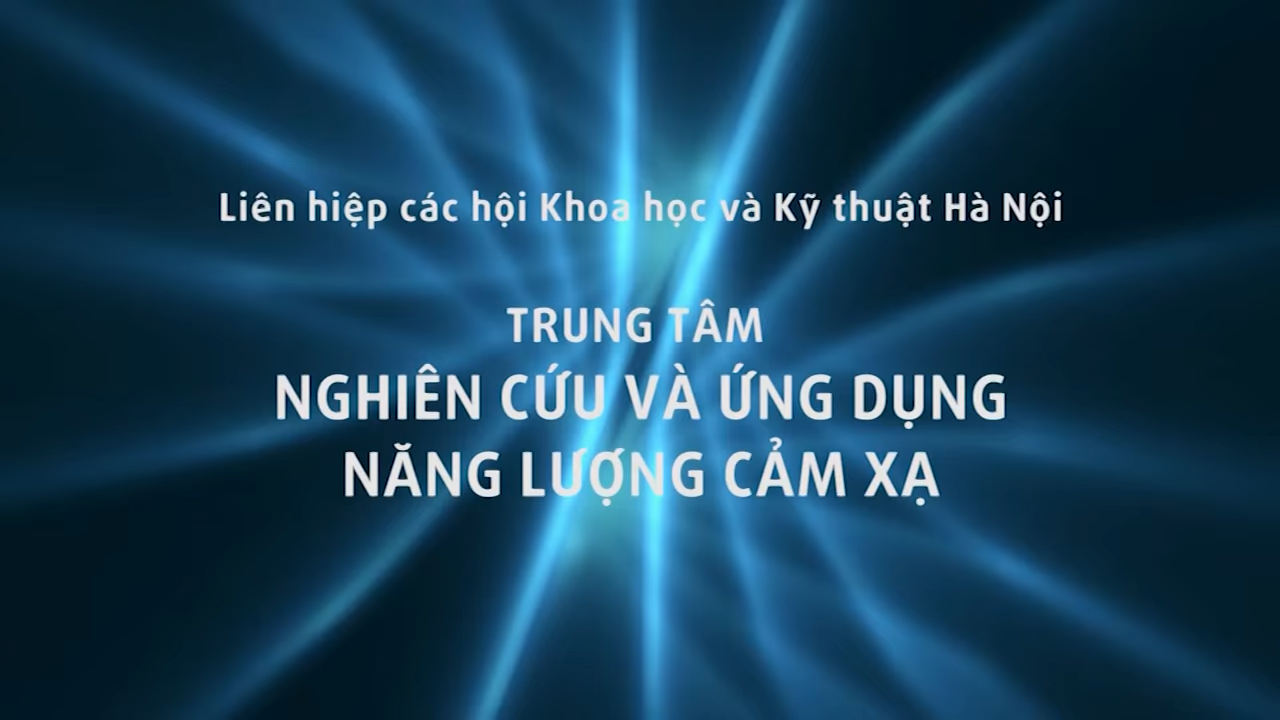 Liên hiệp các hội Khoa học và Kỹ thuật Hà Nội
TRUNG TÂM
NGHIÊN CỨU VÀ ỨNG DỤNG
NĂNG LƯỢNG CẢM XẠ